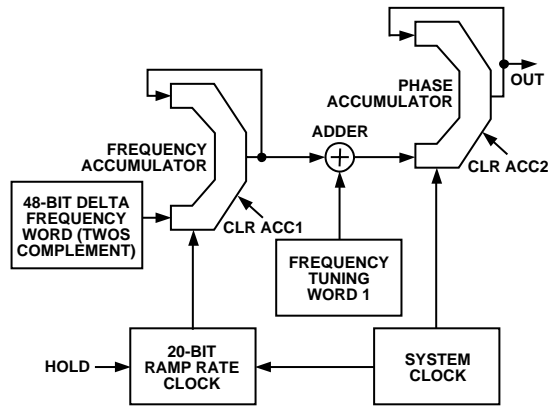 PHASE
ACCUMULATOR
OUT
ADDER
FREQUENCY
ACCUMULATOR
CLR ACC2
48-BIT DELTA
FREQUENCY
WORD (TWOS
COMPLEMENT)
CLR ACC1
FREQUENCY
TUNING
WORD 1
HOLD
20-BIT
RAMP RATE
CLOCK
SYSTEM
CLOCK